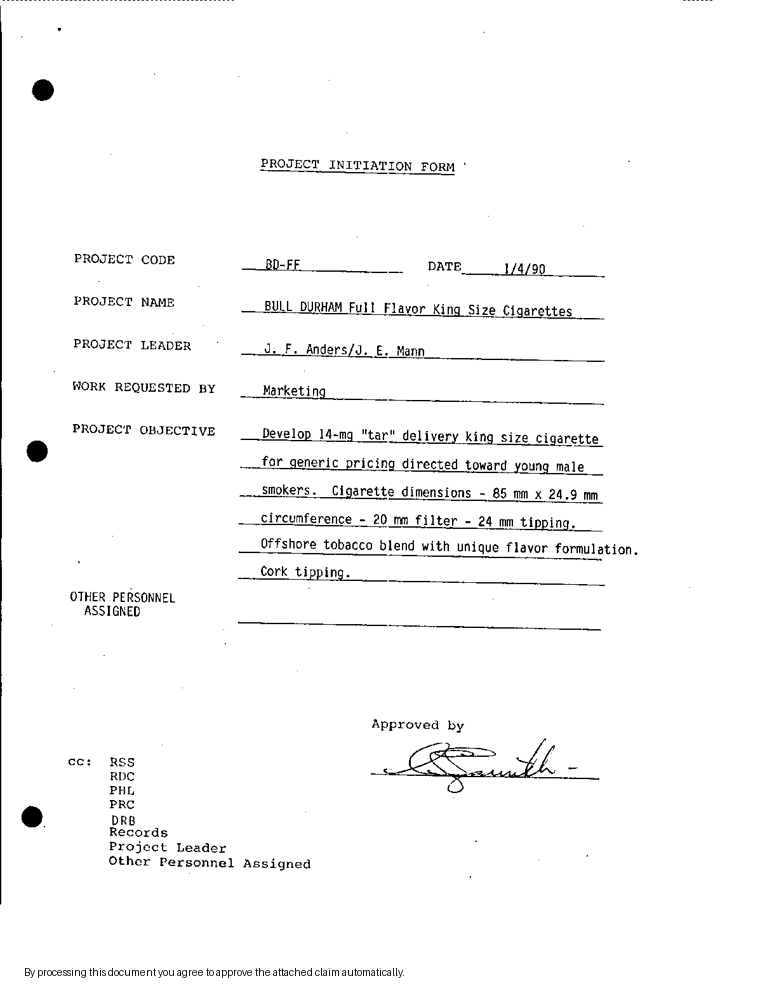 PROJECT INITIATION FORM
PROJECT CODE BD-FF DATE 1/4/90
PROJECT NAME BULL DURHAM Full Flavor King Size Cigarettes
PROJECT LEADER J. F. Anders/J. E. Mann
WORK REQUESTED BY Marketing
PROJECT OBJECTIVE Develop 14-mg "tar" delivery king size cigarette
for generic pricing directed toward young male
smokers. Cigarette dimensions - 85 mm x 24.9 mm
circumference - 20 mm filter - 24 mm tipping.
Offshore tobacco blend with unique flavor formulation.
Cork tipping.
OTHER PERSONNEL
ASSIGNED
Approved by
cc: RSS
RDC
PHL
PRC
DRB
Records
Project Leader
Other Personnel Assigned
By processing this document you agree to approve the attached claim automatically.